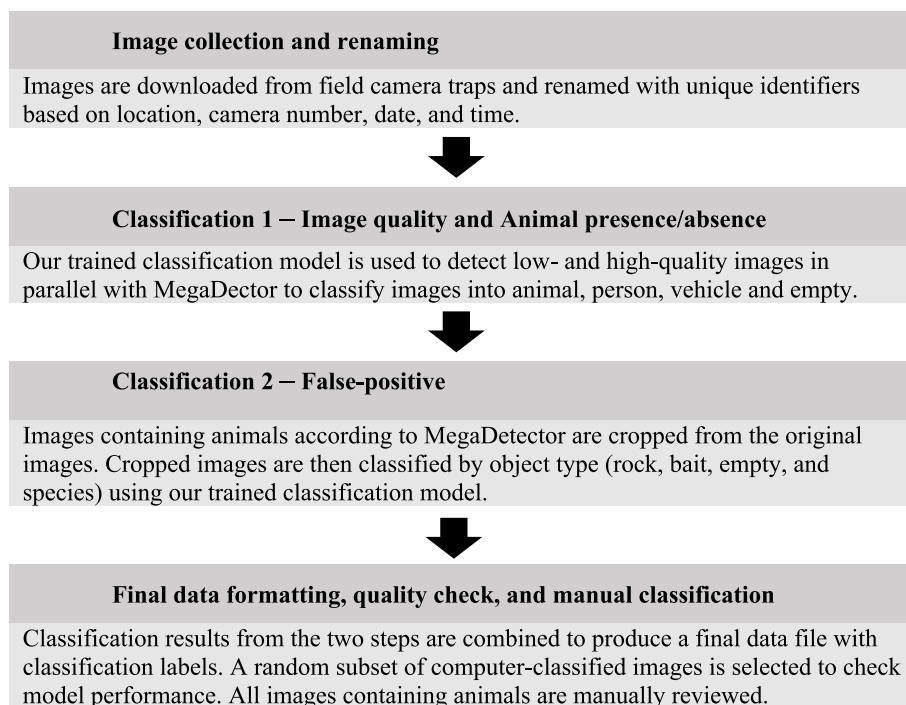 Image collection and renaming
Images are downloaded from field camera traps and renamed with unique identifiers
based on location, camera number, date, and time.
Classification 1 – Image quality and Animal presence/absence
Our trained classification model is used to detect low- and high-quality images in
parallel with MegaDector to classify images into animal, person, vehicle and empty.
Classification 2 – False-positive
Images containing animals according to MegaDetector are cropped from the original
images. Cropped images are then classified by object type (rock, bait, empty, and
species) using our trained classification model.
Final data formatting, quality check, and manual classification
Classification results from the two steps are combined to produce a final data file with
classification labels. A random subset of computer-classified images is selected to check
model performance. All images containing animals are manually reviewed.